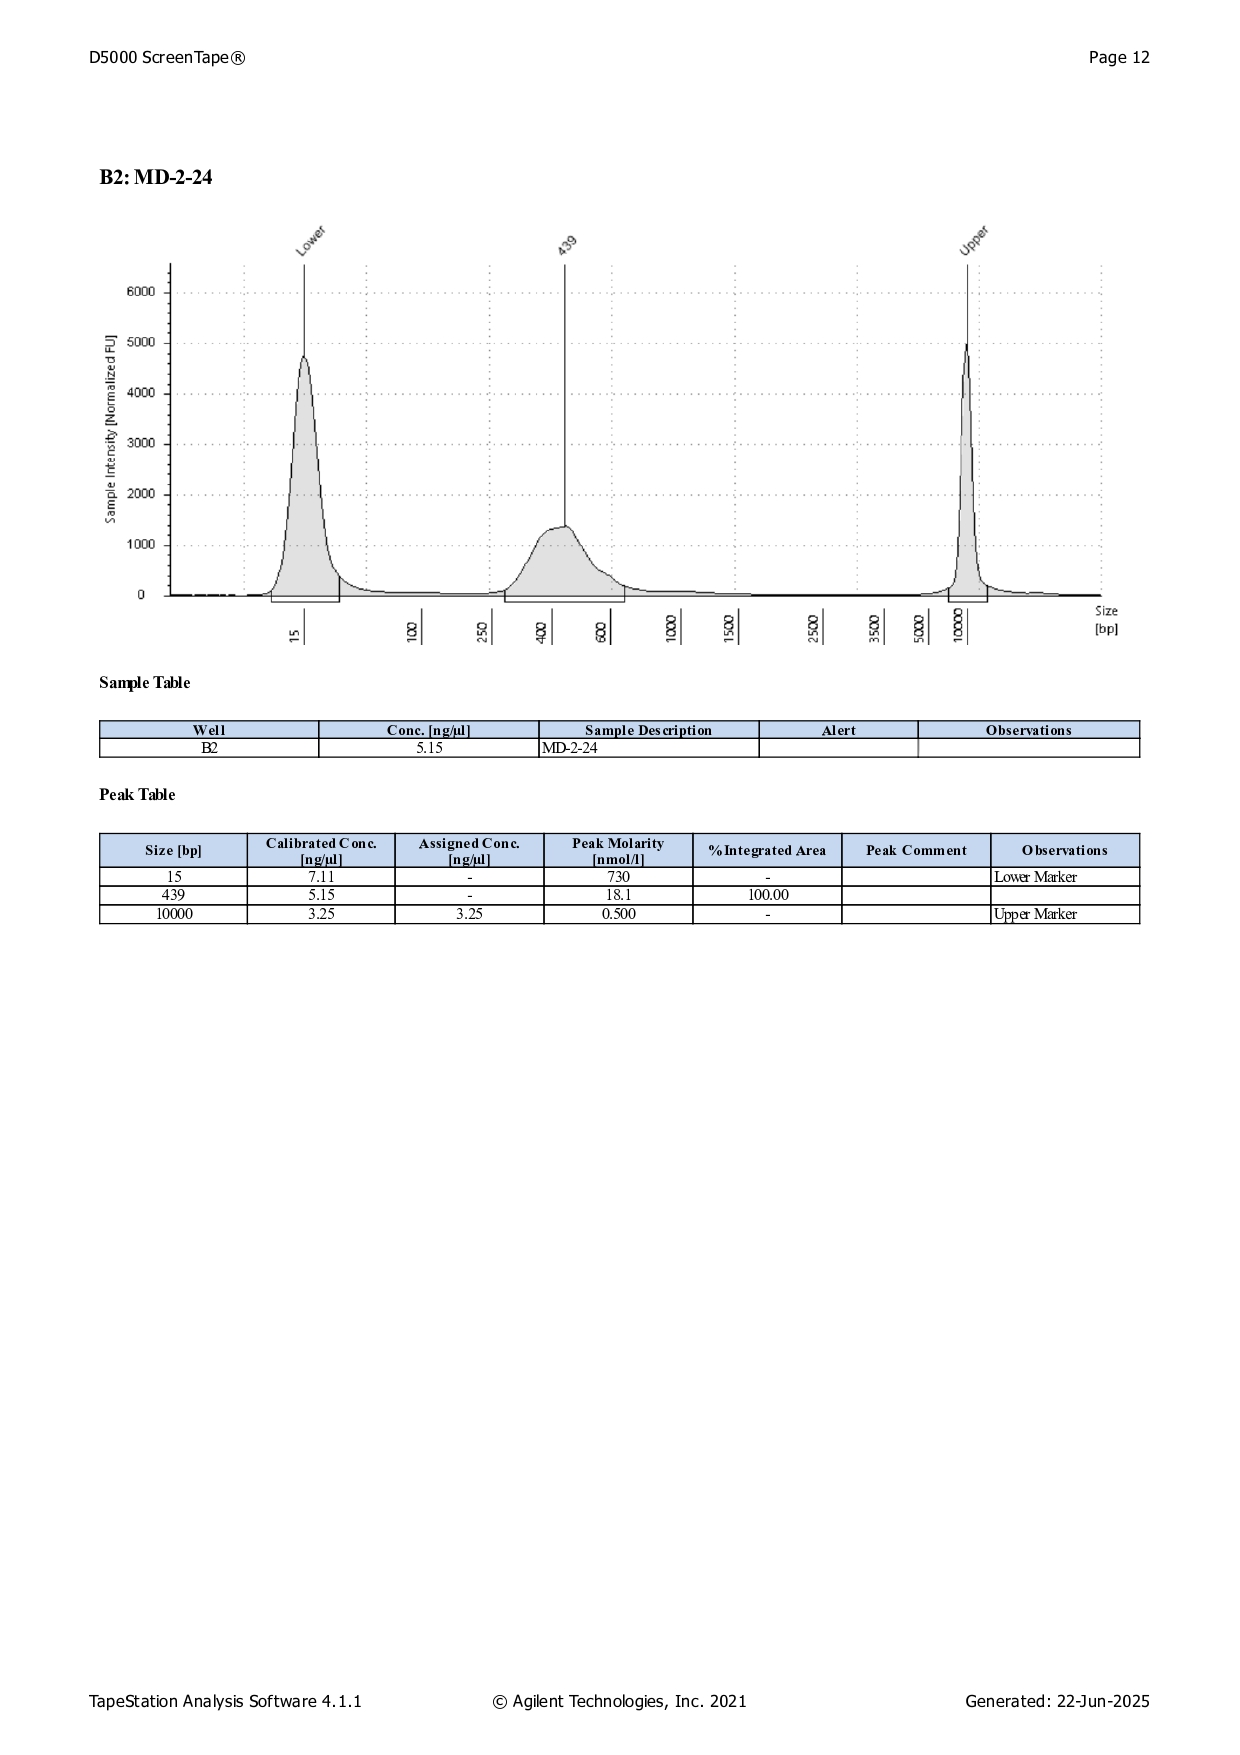 D5000 ScreenTape® Page 12
B2: MD-2-24
Lower 439 Upper
Sample Intensity [Normalized FU]
6000
5000
4000
3000
2000
1000
0
15 100 250 400 600 1000 1500 2500 3500 5000 10000
Size
[bp]
Sample Table
Well Conc. [ng/µl] Sample Description Alert Observations
B2 5.15 MD-2-24
Peak Table
Size [bp] Calibrated Conc. [ng/µl] Assigned Conc. [ng/µl] Peak Molarity [nmol/l] % Integrated Area Peak Comment Observations
15 7.11 - 730 - Lower Marker
439 5.15 - 18.1 100.00
10000 3.25 3.25 0.500 - Upper Marker
TapeStation Analysis Software 4.1.1 © Agilent Technologies, Inc. 2021 Generated: 22-Jun-2025